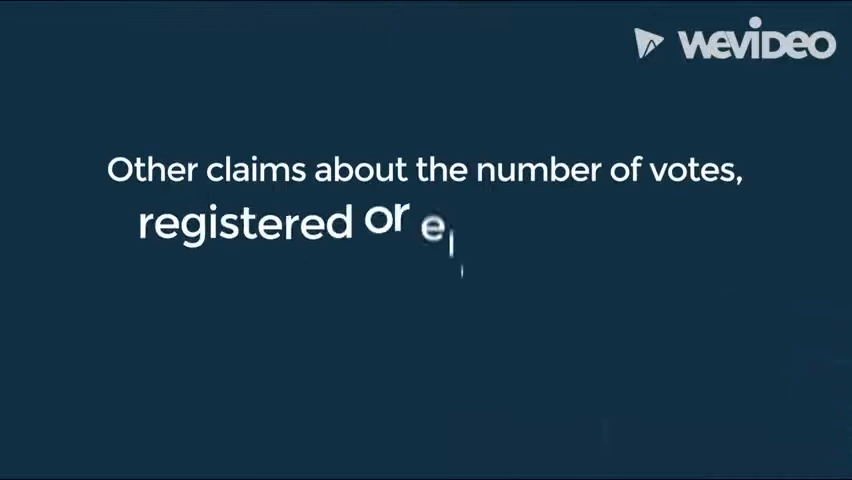 WEVIDEO
Other claims about the number of votes,
registered or